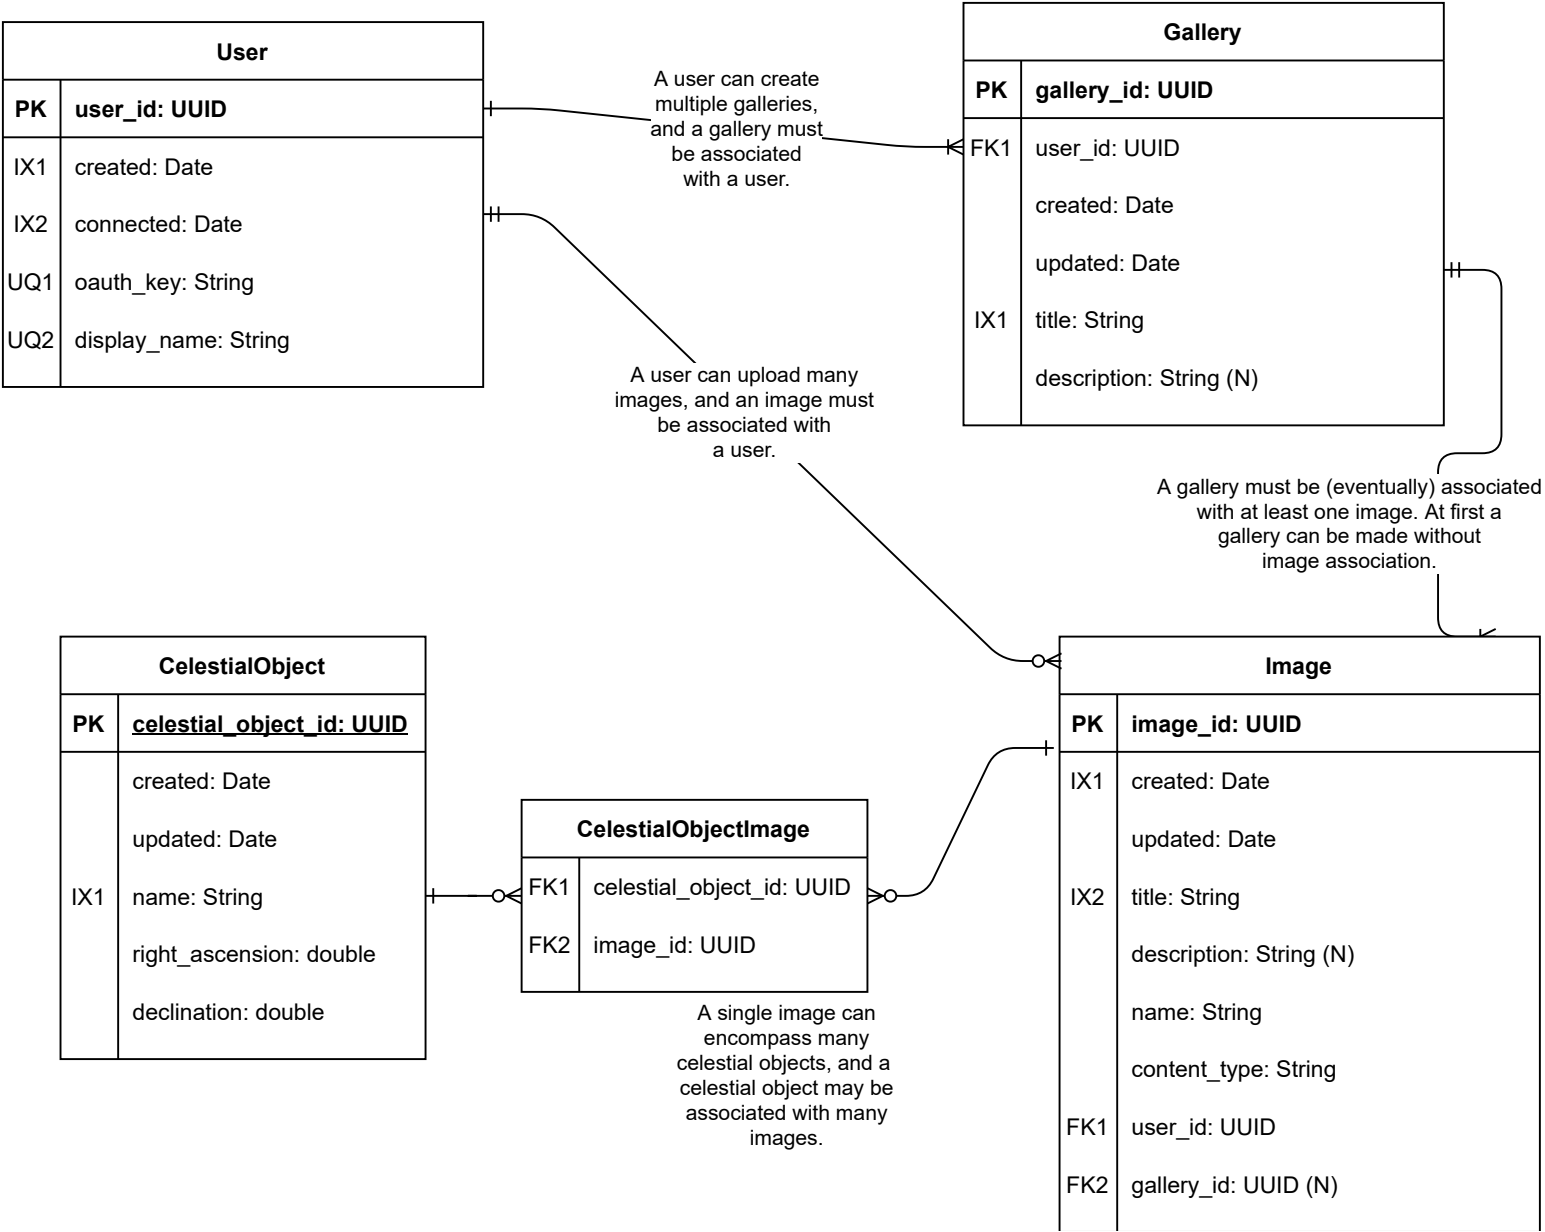 User
PK user_id: UUID
IX1 created: Date
IX2 connected: Date
UQ1 oauth_key: String
UQ2 display_name: String
A user can create
multiple galleries,
and a gallery must
be associated
with a user.
Gallery
PK gallery_id: UUID
FK1 user_id: UUID
created: Date
updated: Date
IX1 title: String
description: String (N)
A user can upload many
images, and an image must
be associated with
a user.
A gallery must be (eventually) associated
with at least one image. At first a
gallery can be made without
image association.
CelestialObject
PK celestial_object_id: UUID
created: Date
updated: Date
IX1 name: String
right_ascension: double
declination: double
CelestialObjectImage
FK1 celestial_object_id: UUID
FK2 image_id: UUID
A single image can
encompass many
celestial objects, and a
celestial object may be
associated with many
images.
Image
PK image_id: UUID
IX1 created: Date
updated: Date
IX2 title: String
description: String (N)
name: String
content_type: String
FK1 user_id: UUID
FK2 gallery_id: UUID (N)